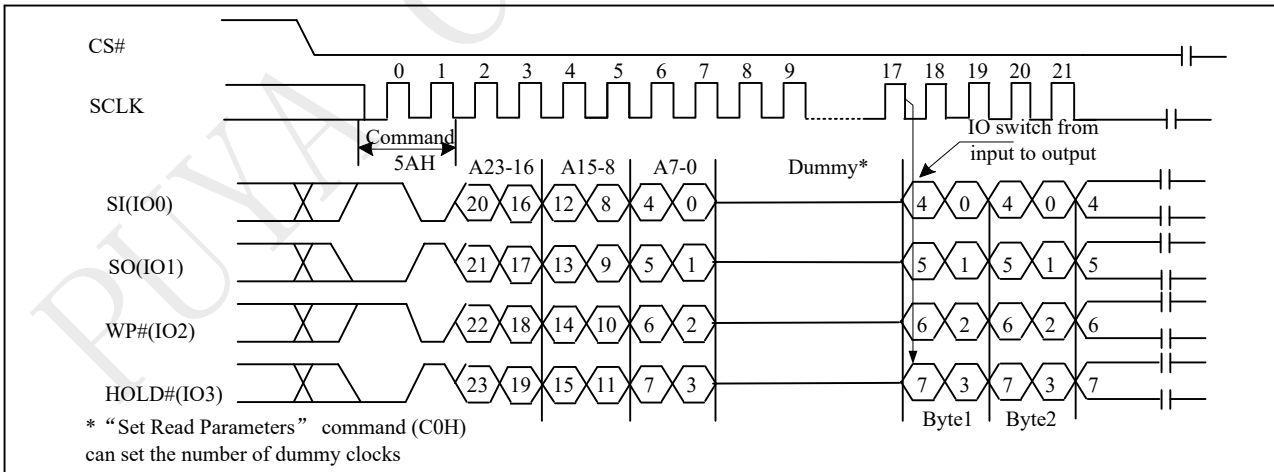 CS#
0 1 2 3 4 5 6 7 8 9 17 18 19 20 21
SCLK
IO switch from
input to output
Command
5AH
A23-16 A15-8 A7-0 Dummy*
SI(IO0) 20 16 12 8 4 0 4 0 4 0 4
SO(IO1) 21 17 13 9 5 1 5 1 5 1 5
WP#(IO2) 22 18 14 10 6 2 6 2 6 2 6
HOLD#(IO3) 23 19 15 11 7 3 7 3 7 3 7
Byte1 Byte2
* “Set Read Parameters” command (C0H)
can set the number of dummy clocks
PUYA C